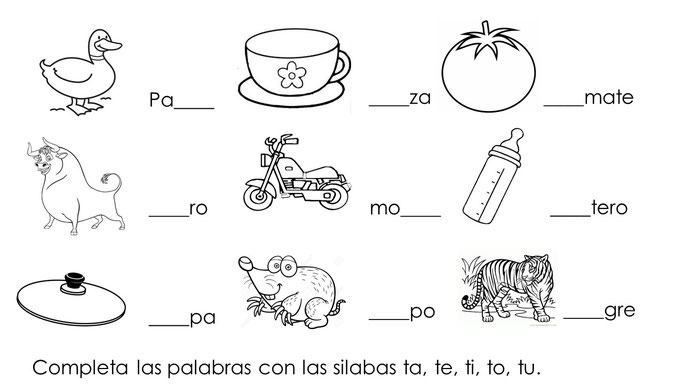 Pa____ ____za ____mate
____ro mo____ ____tero
____pa ____po ____gre
Completa las palabras con las silabas ta, te, ti, to, tu.